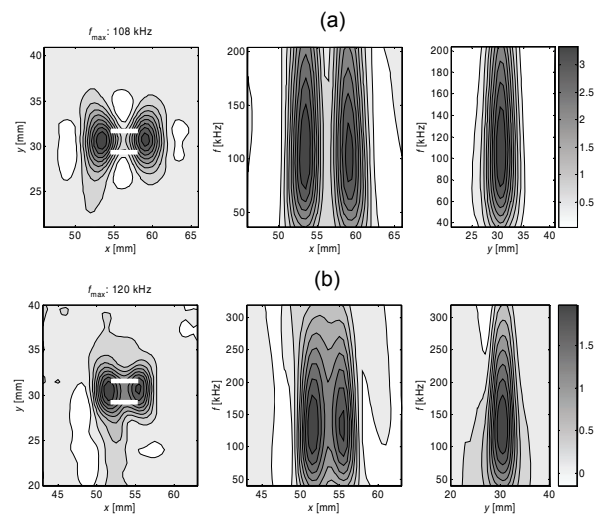 (a)
f_max: 108 kHz
40
35
30
25
y [mm]
50 55 60 65
x [mm]
200
150
100
50
f [kHz]
50 55 60 65
x [mm]
200
180
160
140
120
100
80
60
40
f [kHz]
20 30 40
y [mm]
3
2.5
2
1.5
1
0.5
(b)
f_max: 120 kHz
40
35
30
25
20
y [mm]
45 50 55 60
x [mm]
300
250
200
150
100
50
f [kHz]
45 50 55 60
x [mm]
300
250
200
150
100
50
f [kHz]
20 30 40
y [mm]
1.5
1
0.5
0